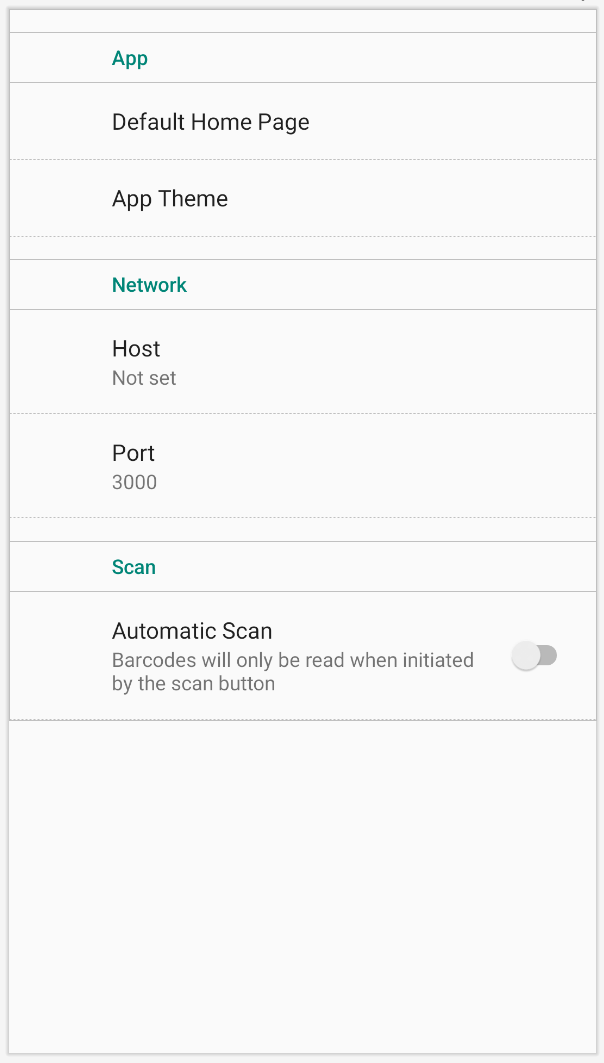 App
Default Home Page
App Theme
Network
Host
Not set
Port
3000
Scan
Automatic Scan
Barcodes will only be read when initiated
by the scan button